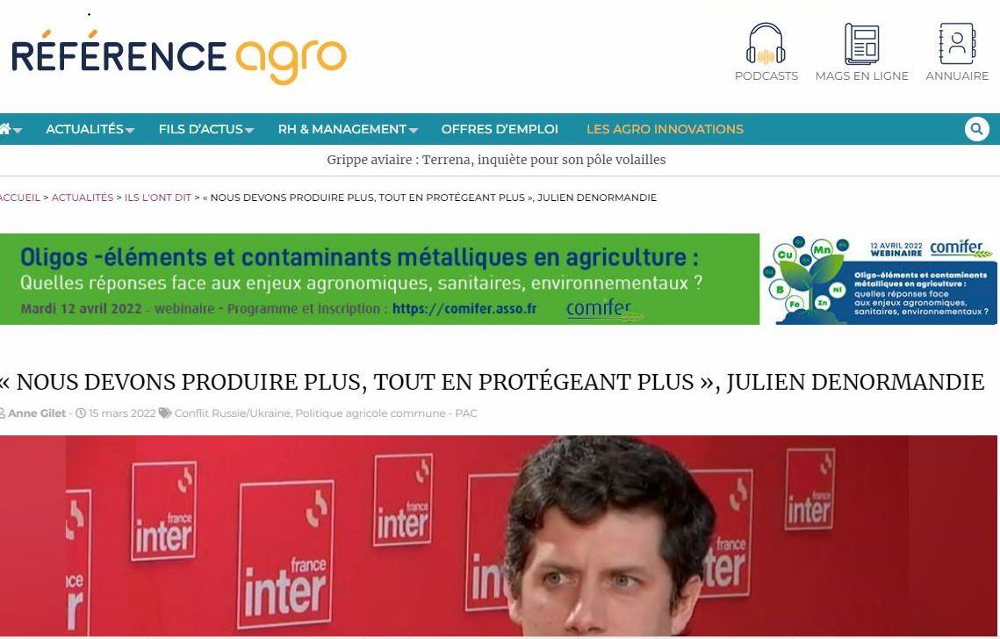 RÉFÉRENCE agro
PODCASTS
MAGS EN LIGNE
ANNUAIRE
ACTUALITÉS
FILS D'ACTUS
RH & MANAGEMENT
OFFRES D'EMPLOI
LES AGRO INNOVATIONS
Grippe aviaire : Terrena, inquiète pour son pôle volailles
ACCUEIL > ACTUALITÉS > ILS L'ONT DIT > « NOUS DEVONS PRODUIRE PLUS, TOUT EN PROTÉGEANT PLUS », JULIEN DENORMANDIE
Oligos -éléments et contaminants métalliques en agriculture :
Quelles réponses face aux enjeux agronomiques, sanitaires, environnementaux ?
Mardi 12 avril 2022 - webinaire - Programme et inscription : https://comifer.asso.fr
comifer
Cu
Mn
B
Ni
Fe
Zn
12 AVRIL 2022
WEBINAIRE
comifer
Oligo-éléments et contaminants
métalliques en agriculture :
quelles réponses face
aux enjeux agronomiques,
sanitaires, environnementaux ?
« NOUS DEVONS PRODUIRE PLUS, TOUT EN PROTÉGEANT PLUS », JULIEN DENORMANDIE
Anne Gilet - 15 mars 2022 Conflit Russie/Ukraine, Politique agricole commune - PAC
france
inter
france
inter
france
inter
france
inter
in
ter
ce
r